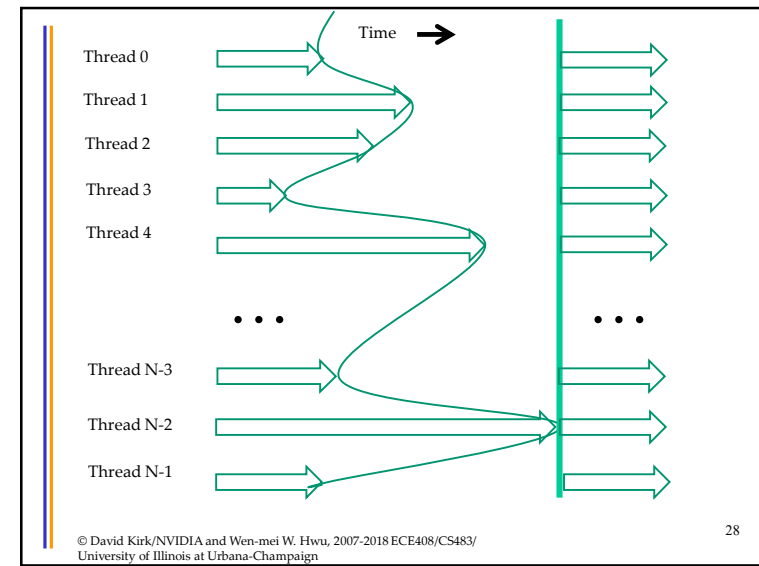 Time
Thread 0
Thread 1
Thread 2
Thread 3
Thread 4
• • •
• • •
Thread N-3
Thread N-2
Thread N-1
© David Kirk/NVIDIA and Wen-mei W. Hwu, 2007-2018 ECE408/CS483/
University of Illinois at Urbana-Champaign
28